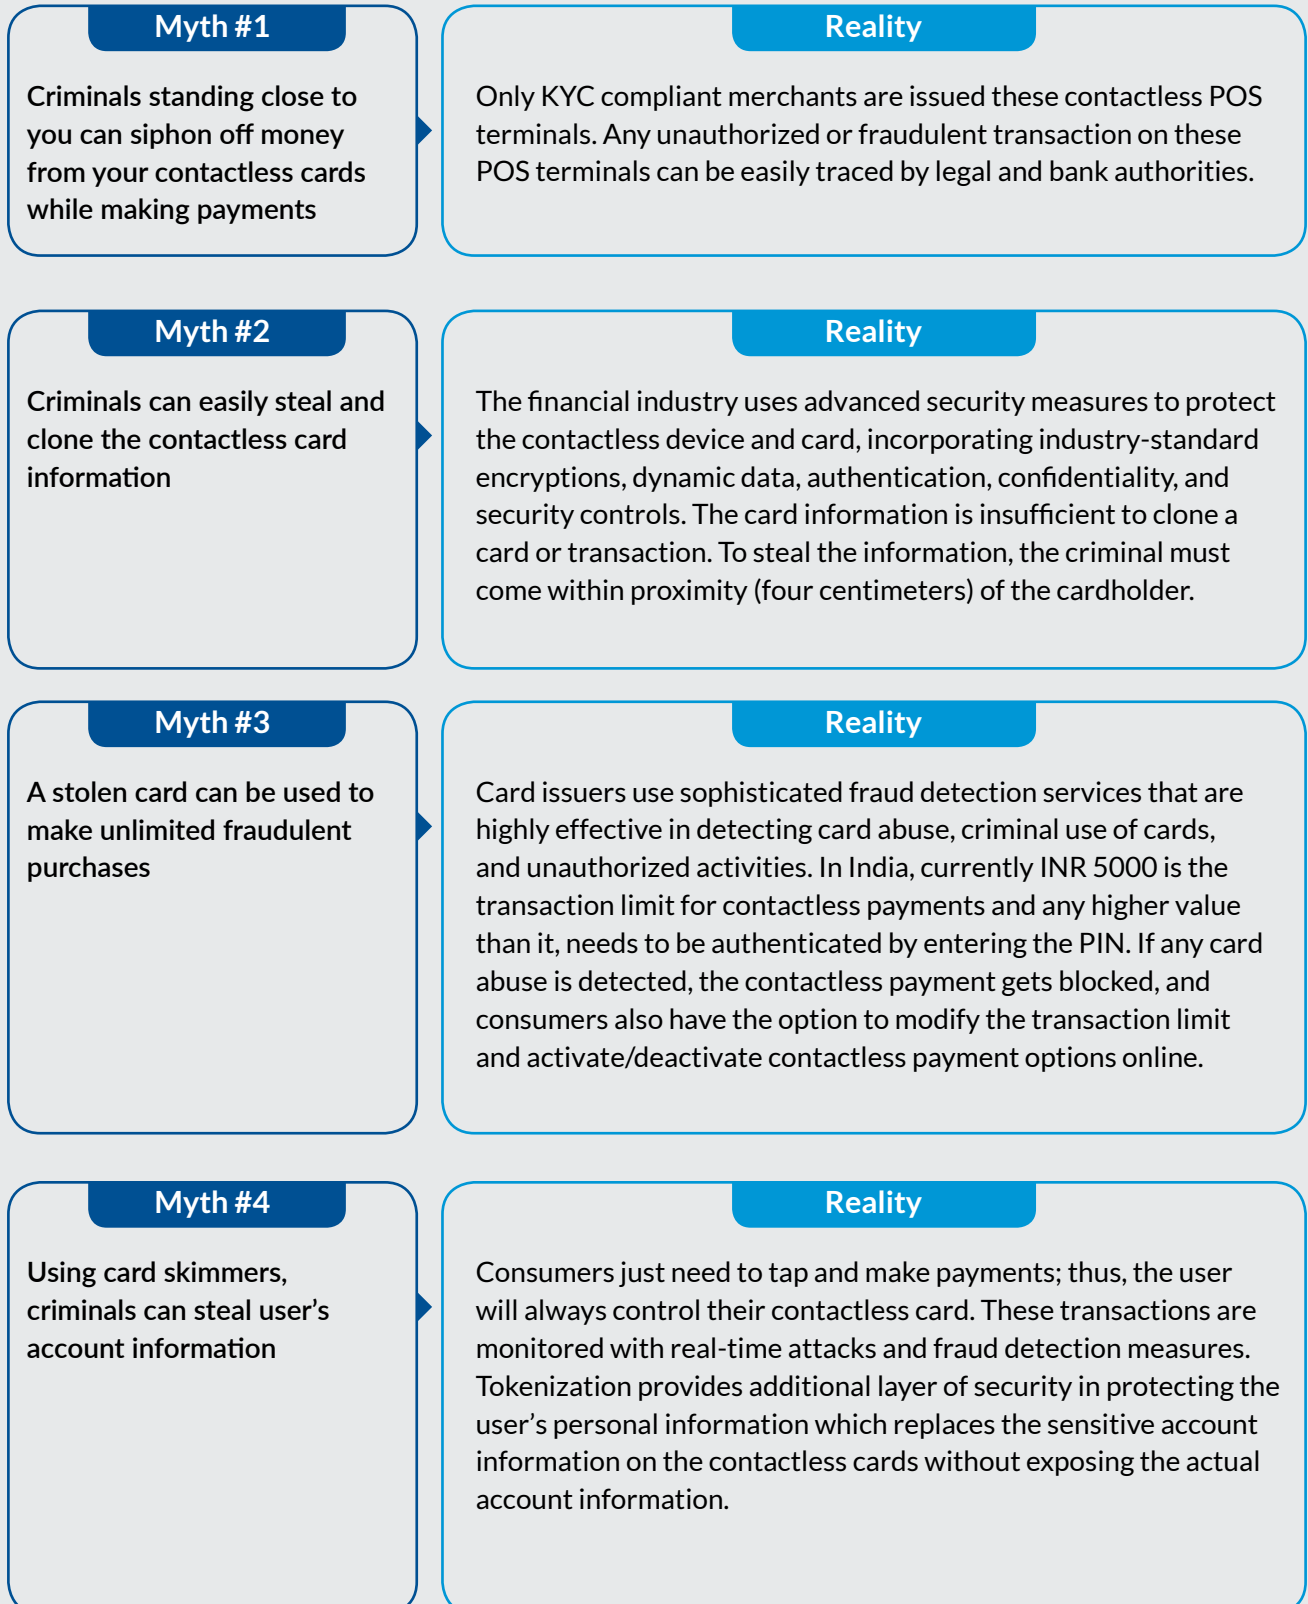 Myth #1
Criminals standing close to
you can siphon off money
from your contactless cards
while making payments
Reality
Only KYC compliant merchants are issued these contactless POS
terminals. Any unauthorized or fraudulent transaction on these
POS terminals can be easily traced by legal and bank authorities.
Myth #2
Criminals can easily steal and
clone the contactless card
information
Reality
The financial industry uses advanced security measures to protect
the contactless device and card, incorporating industry-standard
encryptions, dynamic data, authentication, confidentiality, and
security controls. The card information is insufficient to clone a
card or transaction. To steal the information, the criminal must
come within proximity (four centimeters) of the cardholder.
Myth #3
A stolen card can be used to
make unlimited fraudulent
purchases
Reality
Card issuers use sophisticated fraud detection services that are
highly effective in detecting card abuse, criminal use of cards,
and unauthorized activities. In India, currently INR 5000 is the
transaction limit for contactless payments and any higher value
than it, needs to be authenticated by entering the PIN. If any card
abuse is detected, the contactless payment gets blocked, and
consumers also have the option to modify the transaction limit
and activate/deactivate contactless payment options online.
Myth #4
Using card skimmers,
criminals can steal user’s
account information
Reality
Consumers just need to tap and make payments; thus, the user
will always control their contactless card. These transactions are
monitored with real-time attacks and fraud detection measures.
Tokenization provides additional layer of security in protecting the
user’s personal information which replaces the sensitive account
information on the contactless cards without exposing the actual
account information.